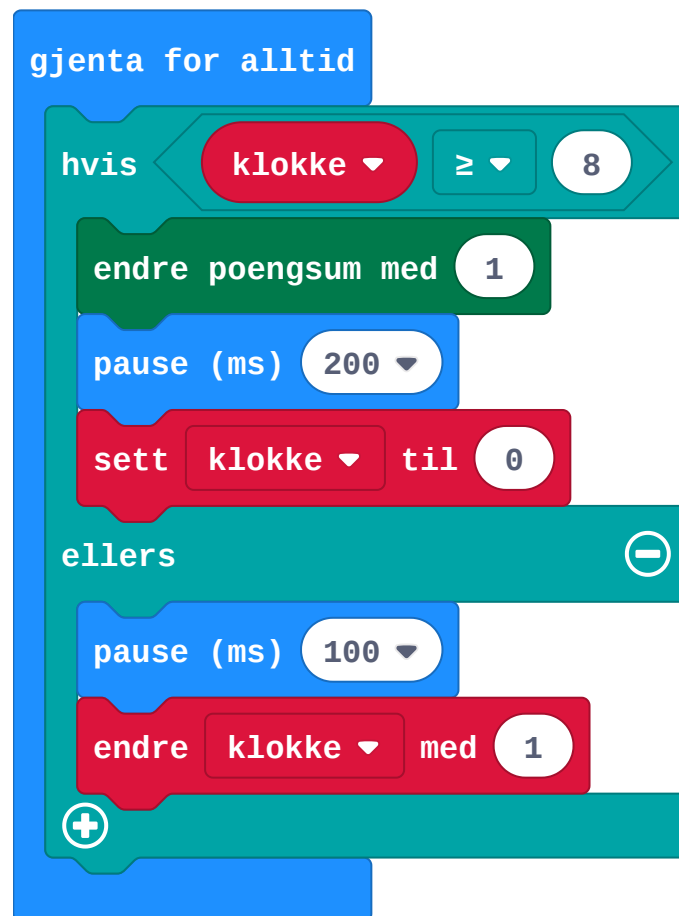 gjenta for alltid
hvis klokke ≥ 8
endre poengsum med 1
pause (ms) 200
sett klokke til 0
ellers
pause (ms) 100
endre klokke med 1